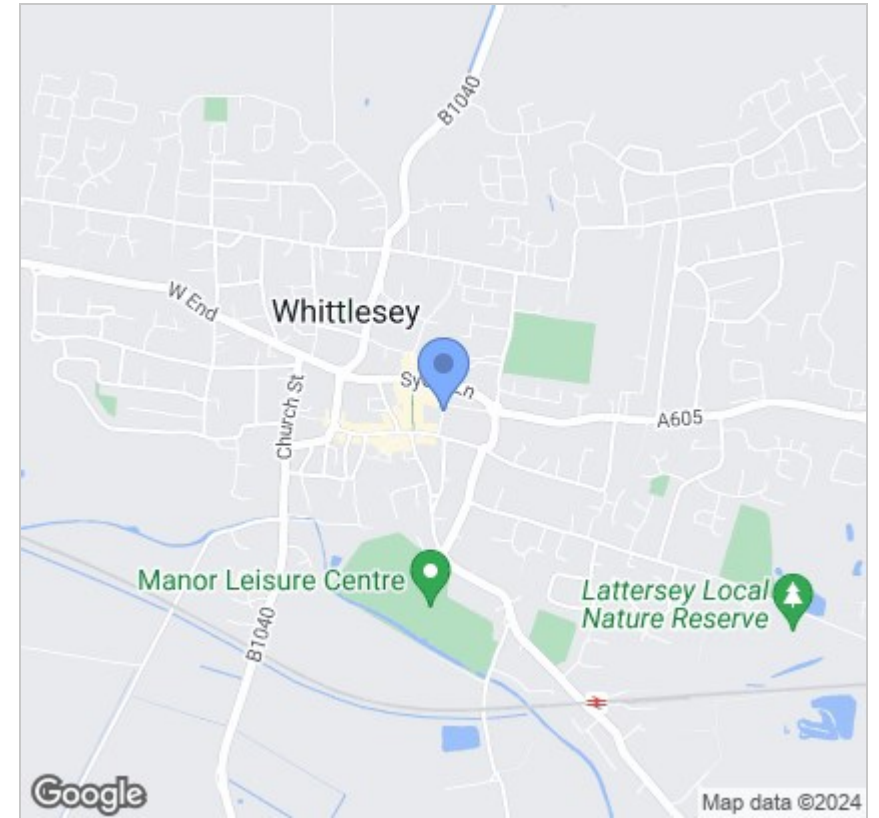 B1040
W End
Whittlesey
Church St
A605
Manor Leisure Centre
Lattersey Local
Nature Reserve
B1040
Google
Map data ©2024